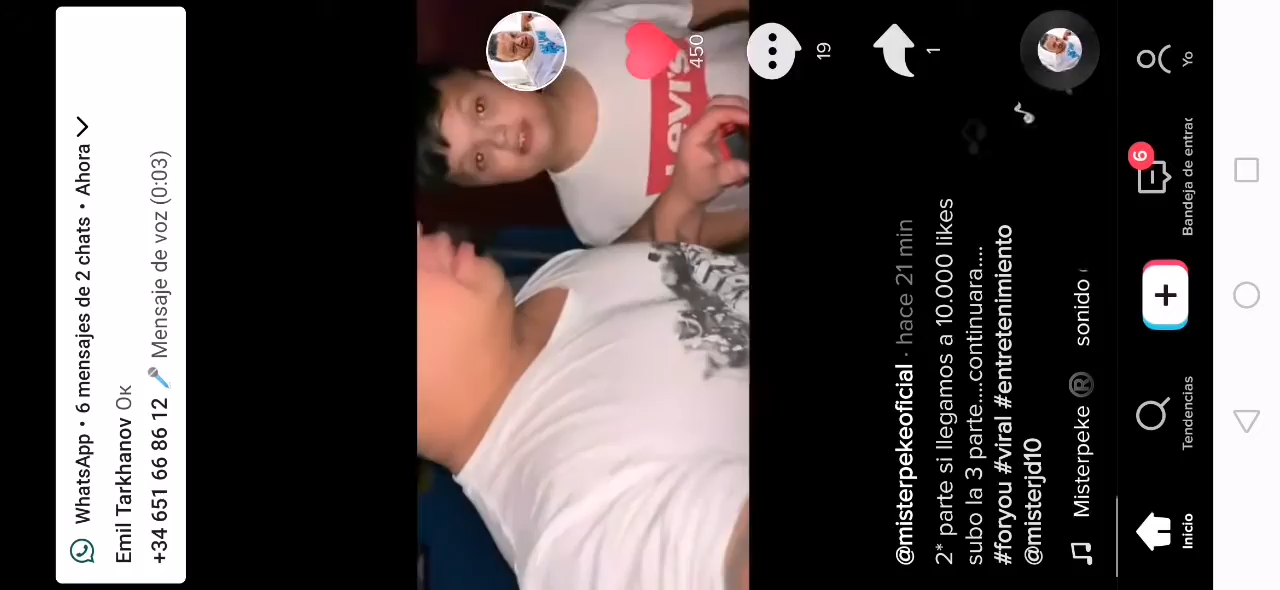 WhatsApp • 6 mensajes de 2 chats • Ahora
Emil Tarkhanov Ок
+34 651 66 86 12 🎤 Mensaje de voz (0:03)
Levi's
450
19
1
@misterpekeoficial · hace 21 min
2* parte si llegamos a 10.000 likes
subo la 3 parte....continuara....
#foryou #viral #entretenimiento
@misterjd10
Misterpeke ® sonido
Inicio
Tendencias
6
Bandeja de entrac
Yo